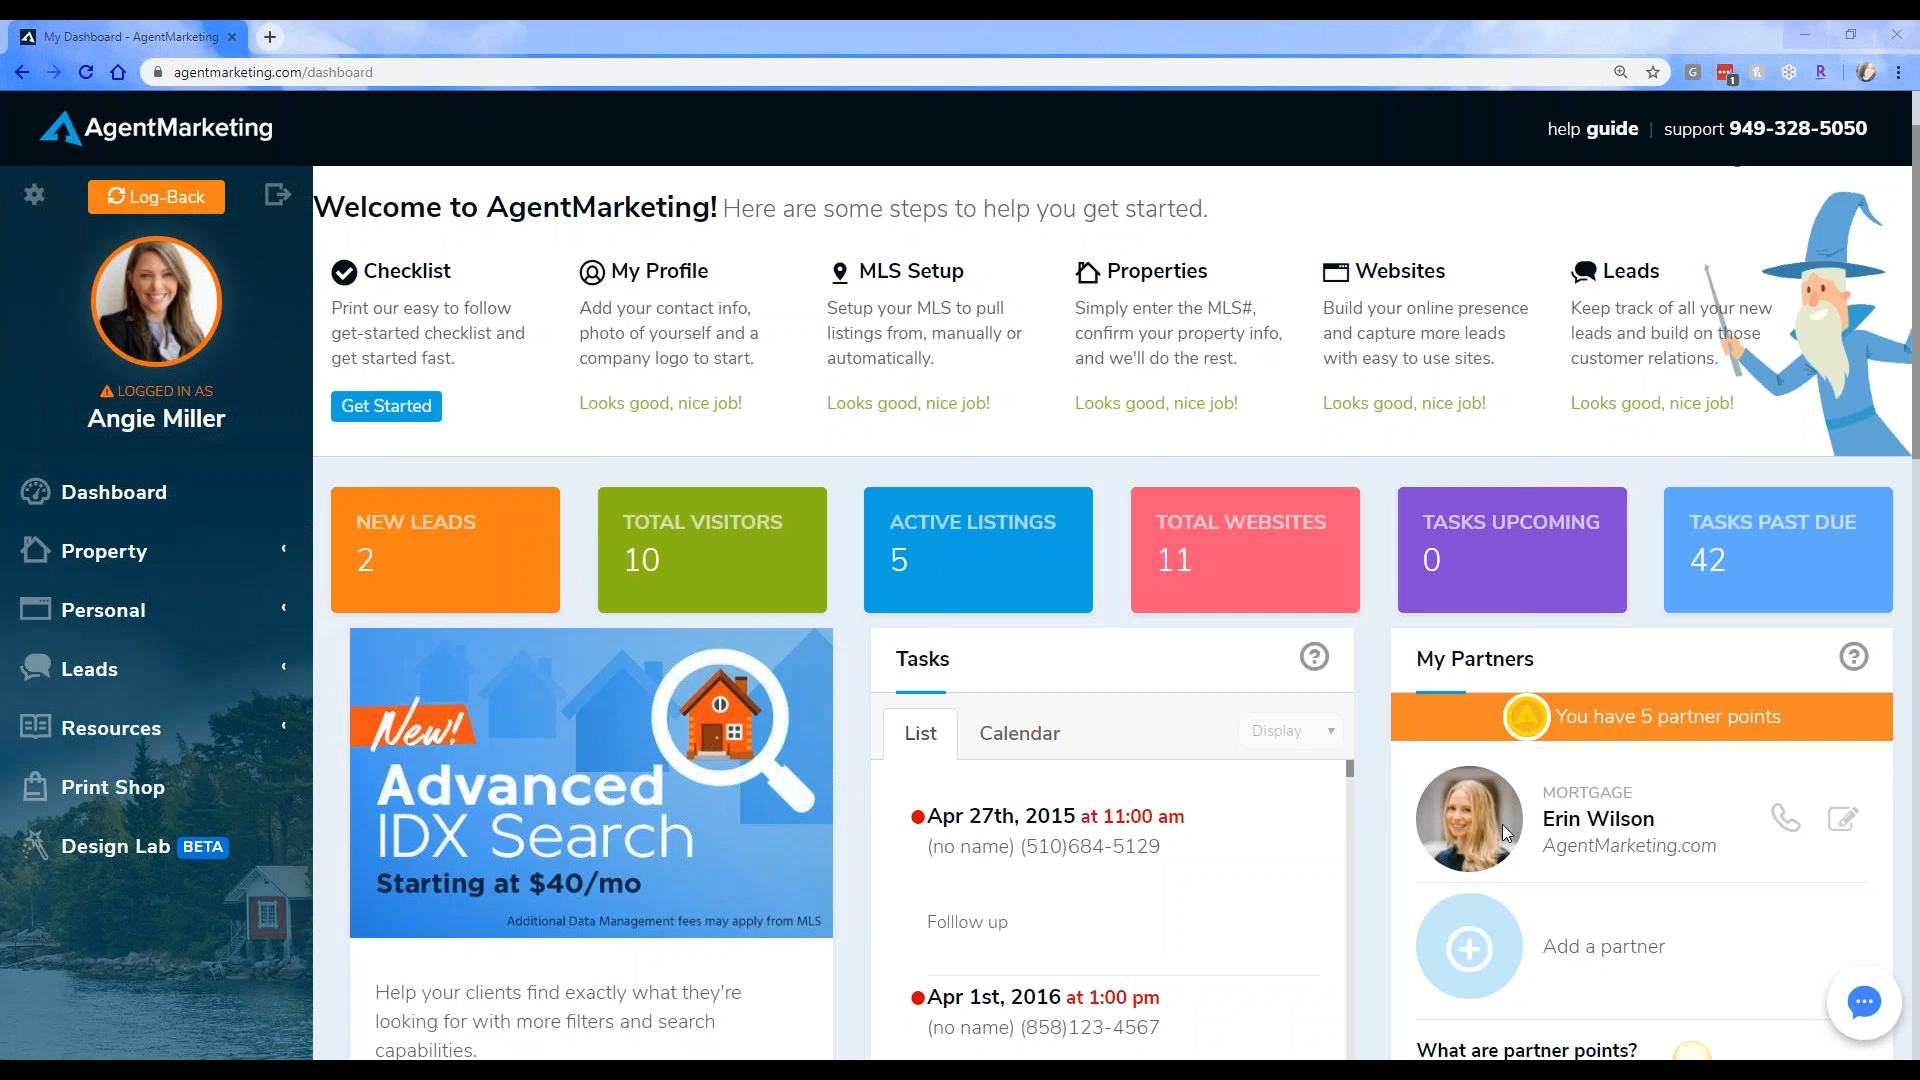 My Dashboard - AgentMarketing
agentmarketing.com/dashboard
G
1
R
AgentMarketing
help guide | support 949-328-5050
Log-Back
LOGGED IN AS
Angie Miller
Dashboard
Property
Personal
Leads
Resources
Print Shop
Design Lab BETA
Welcome to AgentMarketing! Here are some steps to help you get started.
Checklist
Print our easy to follow
get-started checklist and
get started fast.
Get Started
My Profile
Add your contact info,
photo of yourself and a
company logo to start.
Looks good, nice job!
MLS Setup
Setup your MLS to pull
listings from, manually or
automatically.
Looks good, nice job!
Properties
Simply enter the MLS#,
confirm your property info,
and we'll do the rest.
Looks good, nice job!
Websites
Build your online presence
and capture more leads
with easy to use sites.
Looks good, nice job!
Leads
Keep track of all your new
leads and build on those
customer relations.
Looks good, nice job!
NEW LEADS
2
TOTAL VISITORS
10
ACTIVE LISTINGS
5
TOTAL WEBSITES
11
TASKS UPCOMING
0
TASKS PAST DUE
42
New!
Advanced
IDX Search
Starting at $40/mo
Additional Data Management fees may apply from MLS
Help your clients find exactly what they're
looking for with more filters and search
capabilities.
Tasks
List Calendar Display
Apr 27th, 2015 at 11:00 am
(no name) (510)684-5129
Folllow up
Apr 1st, 2016 at 1:00 pm
(no name) (858)123-4567
My Partners
You have 5 partner points
MORTGAGE
Erin Wilson
AgentMarketing.com
Add a partner
What are partner points?